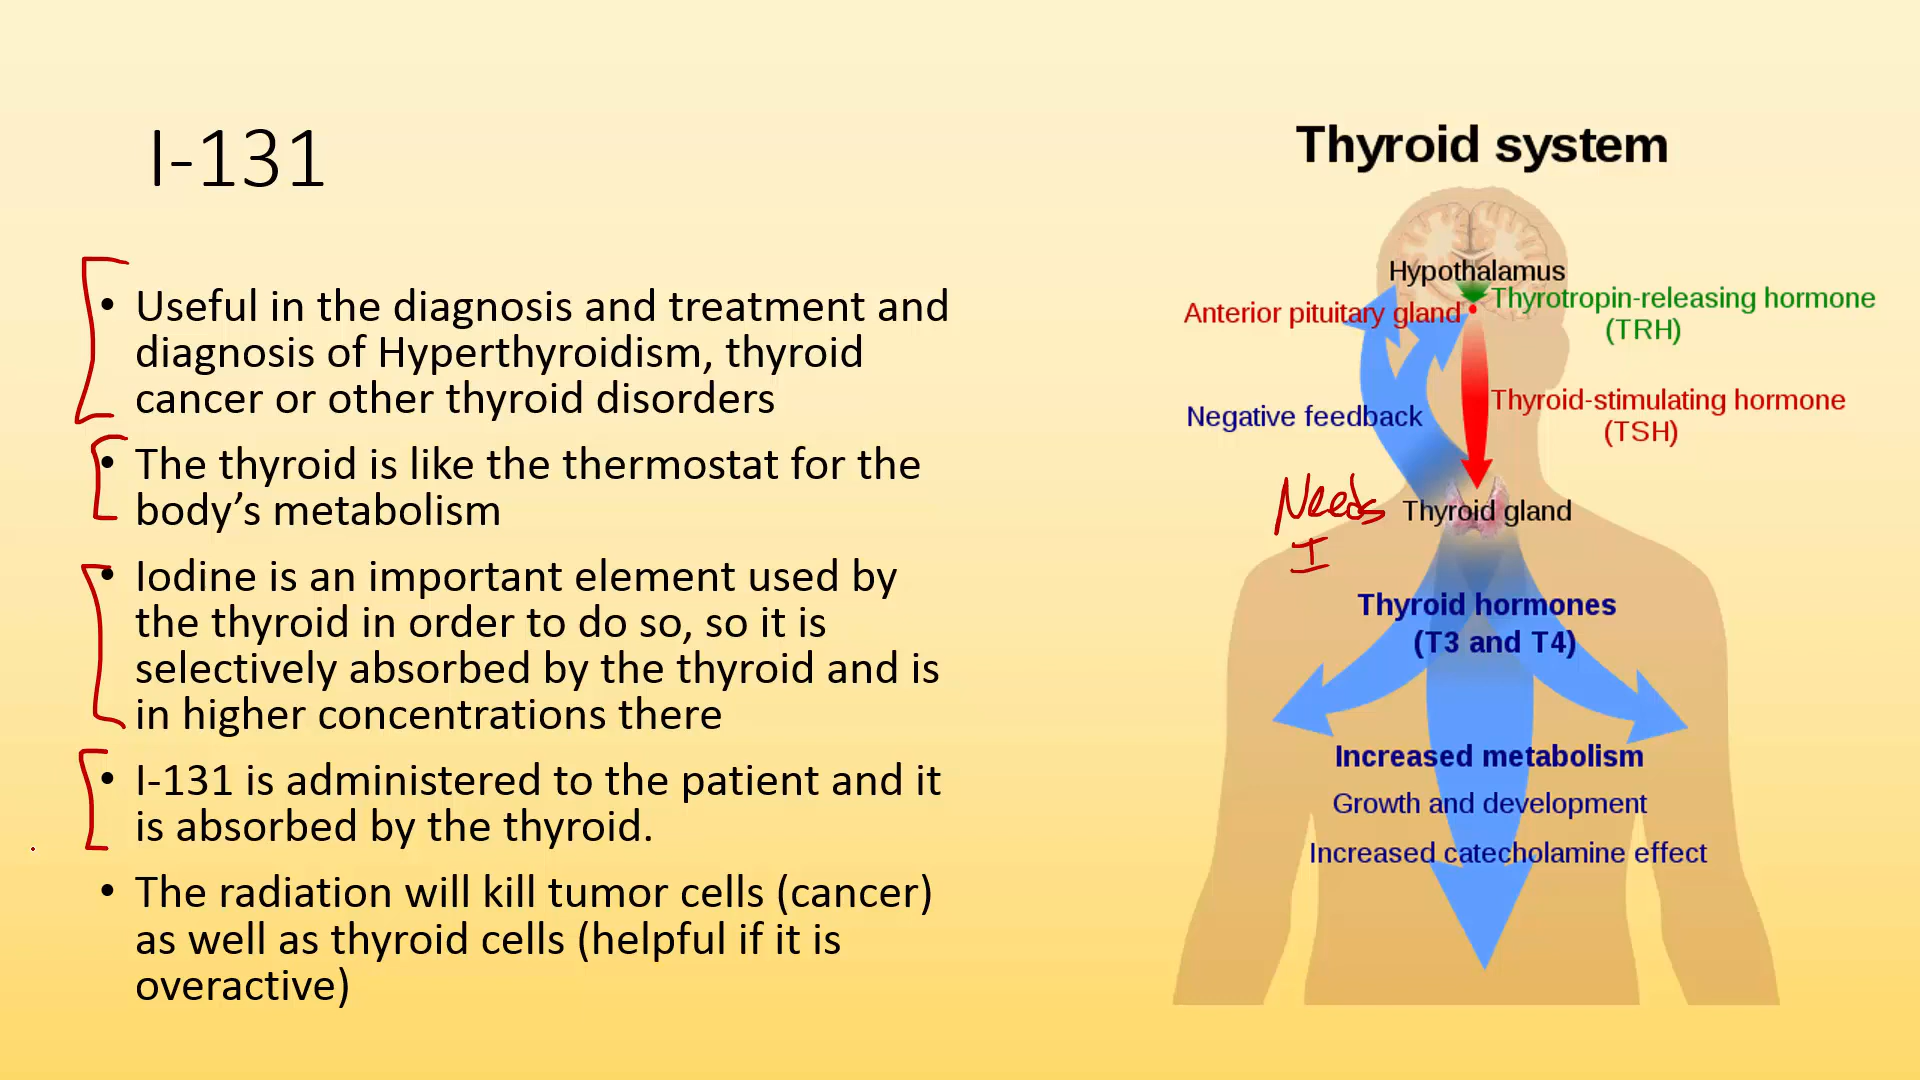 I-131
• Useful in the diagnosis and treatment and
diagnosis of Hyperthyroidism, thyroid
cancer or other thyroid disorders
• The thyroid is like the thermostat for the
body’s metabolism
• Iodine is an important element used by
the thyroid in order to do so, so it is
selectively absorbed by the thyroid and is
in higher concentrations there
• I-131 is administered to the patient and it
is absorbed by the thyroid.
• The radiation will kill tumor cells (cancer)
as well as thyroid cells (helpful if it is
overactive)
Thyroid system
Hypothalamus
Thyrotropin-releasing hormone
(TRH)
Anterior pituitary gland
Thyroid-stimulating hormone
(TSH)
Negative feedback
Needs
I
Thyroid gland
Thyroid hormones
(T3 and T4)
Increased metabolism
Growth and development
Increased catecholamine effect